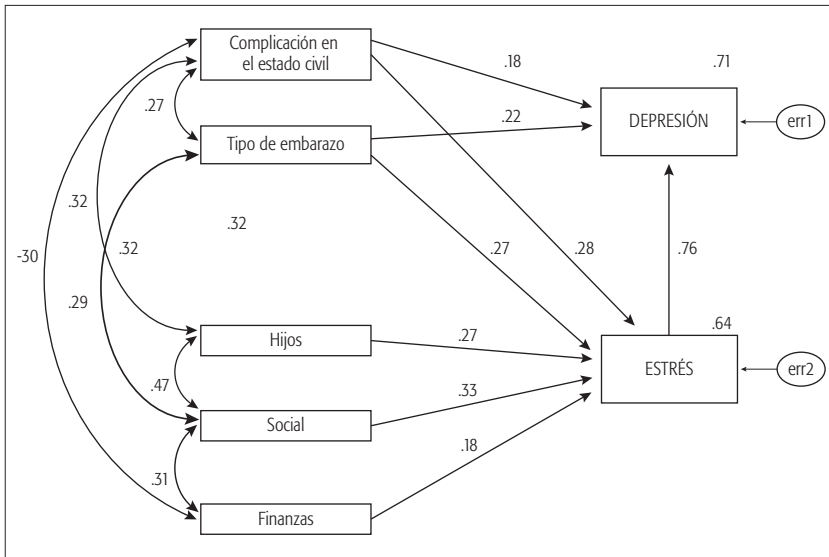 Complicación en
el estado civil
.18
.71
DEPRESIÓN
err1
.27
.22
Tipo de embarazo
.32
.32
.32
-30
.27
.28
.76
.29
.64
Hijos
.27
ESTRÉS
err2
.47
.33
Social
.18
.31
Finanzas